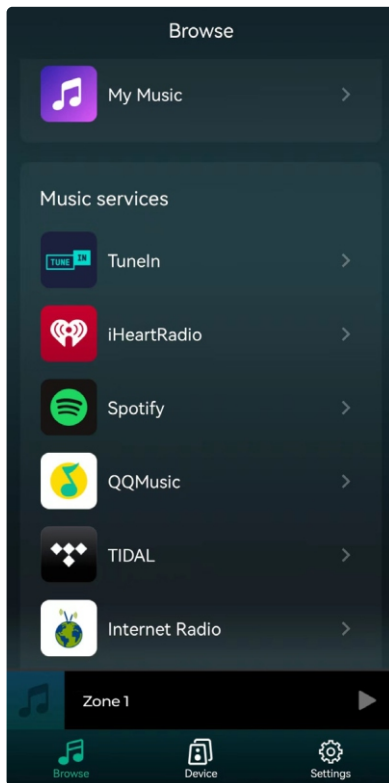 Browse
My Music
Music services
TUNE IN
TuneIn
iHeartRadio
Spotify
QQMusic
TIDAL
Internet Radio
Zone 1
Browse
Device
Settings